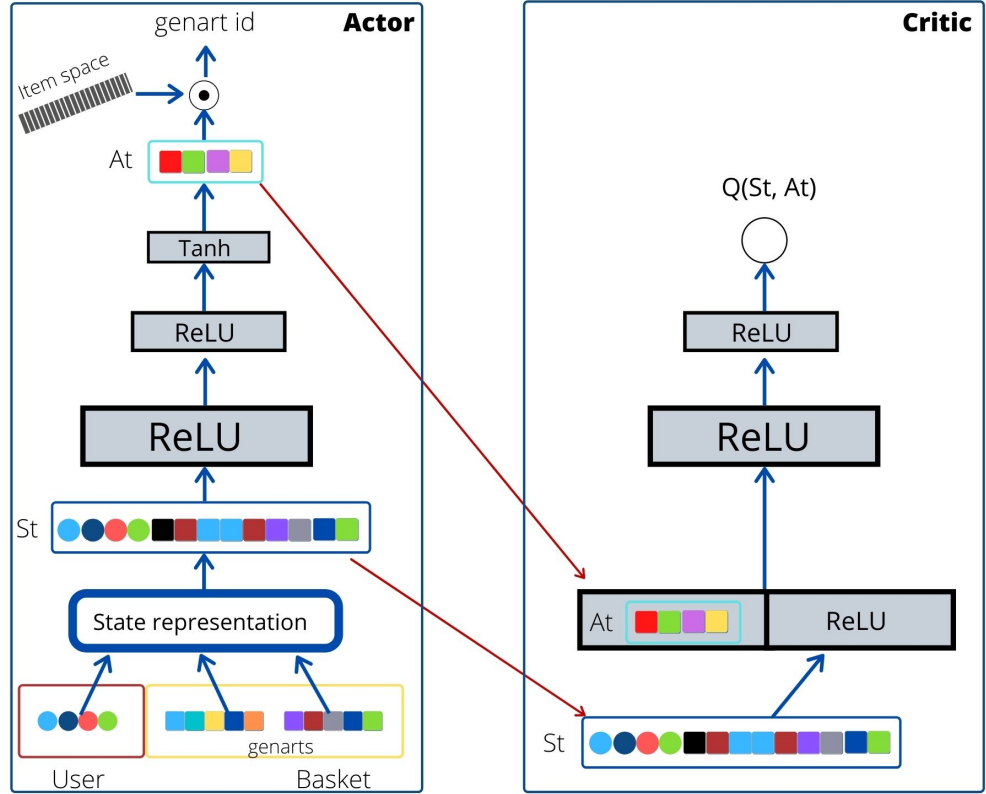 genart id
Actor
Item space
At
Tanh
ReLU
ReLU
St
State representation
genarts
User
Basket
Critic
Q(St, At)
ReLU
ReLU
At
ReLU
St